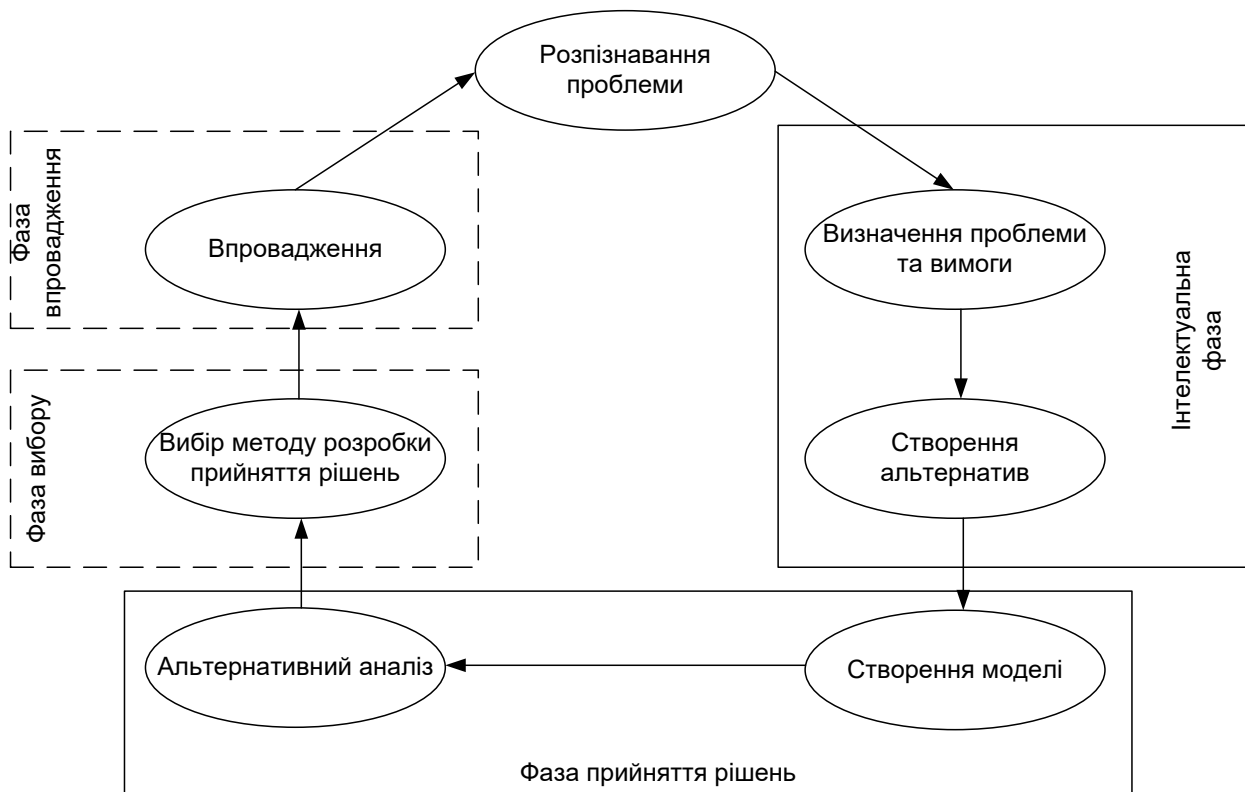 Розпізнавання
проблеми
Фаза
впровадження
Впровадження
Визначення проблеми
та вимоги
Інтелектуальна
фаза
Фаза вибору
Вибір методу розробки
прийняття рішень
Створення
альтернатив
Альтернативний аналіз
Створення моделі
Фаза прийняття рішень